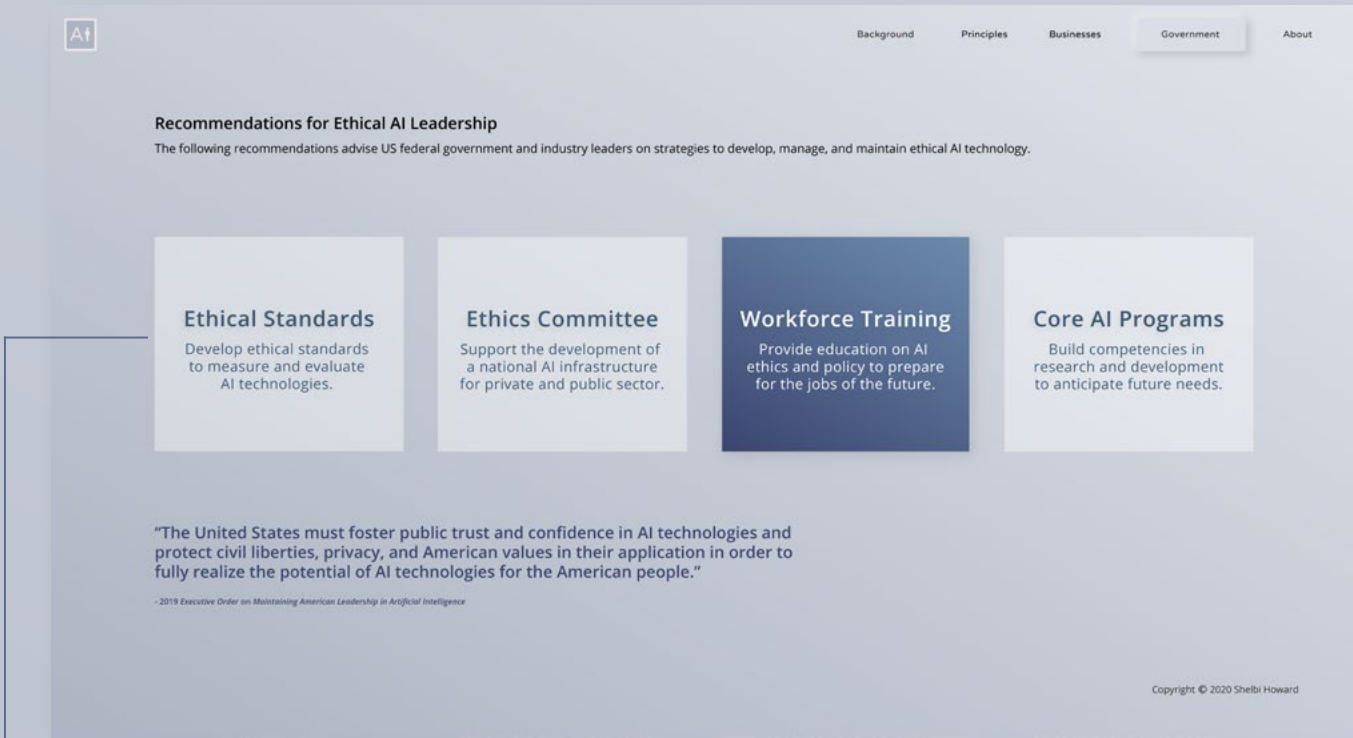 AI
Background Principles Businesses Government About
Recommendations for Ethical AI Leadership
The following recommendations advise US federal government and industry leaders on strategies to develop, manage, and maintain ethical AI technology.
Ethical Standards
Develop ethical standards
to measure and evaluate
AI technologies.
Ethics Committee
Support the development of
a national AI infrastructure
for private and public sector.
Workforce Training
Provide education on AI
ethics and policy to prepare
for the jobs of the future.
Core AI Programs
Build competencies in
research and development
to anticipate future needs.
“The United States must foster public trust and confidence in AI technologies and
protect civil liberties, privacy, and American values in their application in order to
fully realize the potential of AI technologies for the American people.”
- 2019 Executive Order on Maintaining American Leadership in Artificial Intelligence
Copyright © 2020 Shelbi Howard